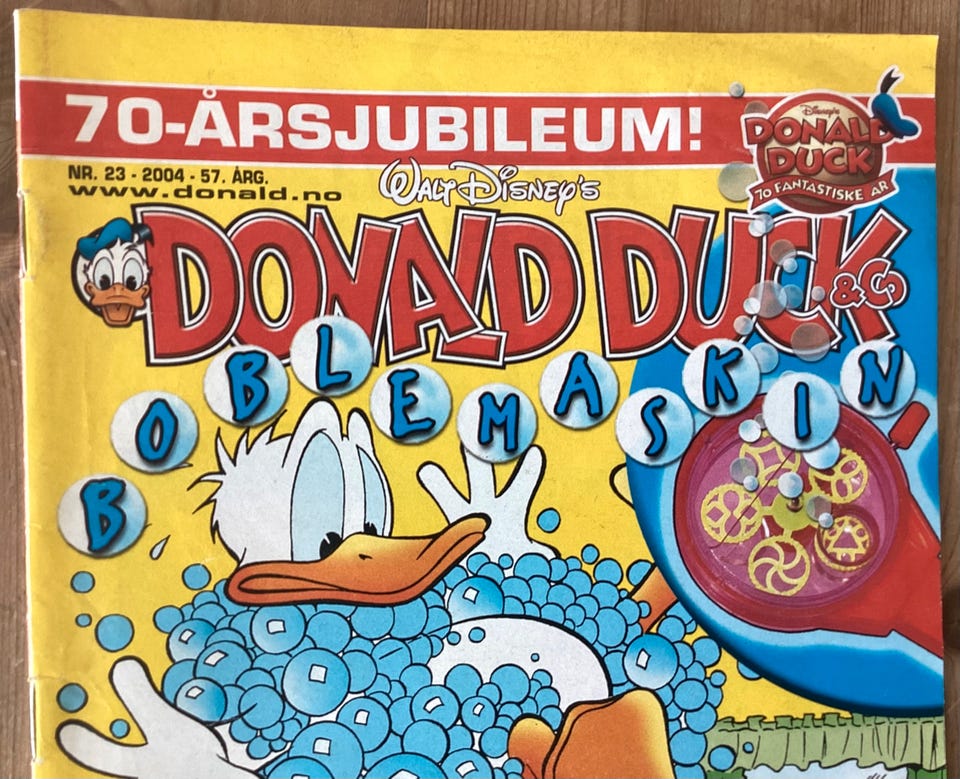 70-ÅRSJUBILEUM!
Disney's
DONALD
DUCK
70 FANTASTISKE ÅR
NR. 23 - 2004 - 57. ÅRG.
www.donald.no
WALT DISNEY'S
DONALD DUCK
& Co
BOBLEMASKIN